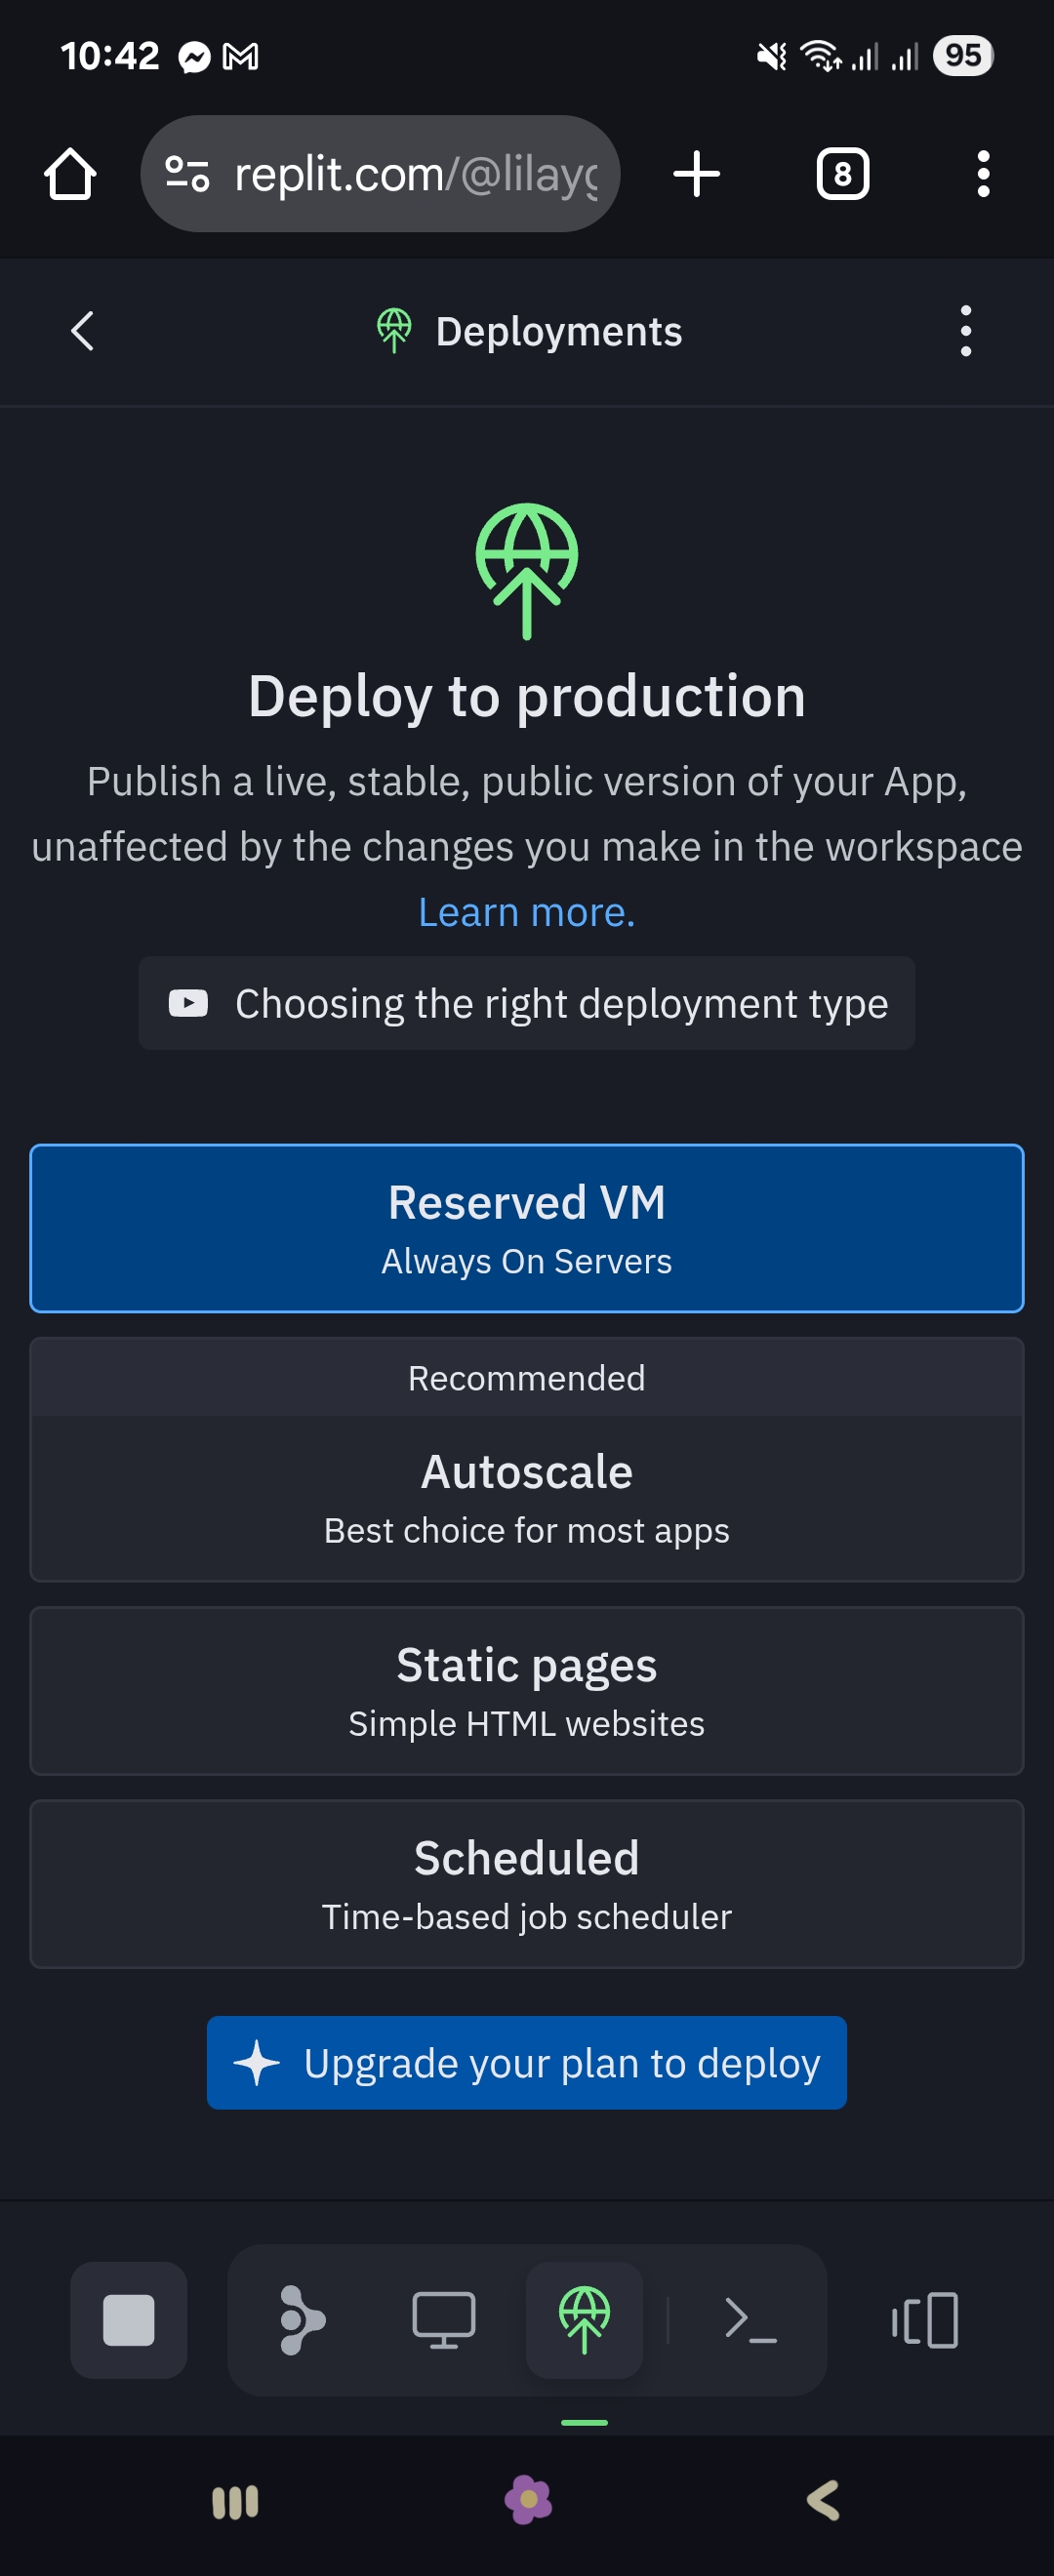 10:42
95
replit.com/@lilay
8
Deployments
Deploy to production
Publish a live, stable, public version of your App,
unaffected by the changes you make in the workspace
Learn more.
Choosing the right deployment type
Reserved VM
Always On Servers
Recommended
Autoscale
Best choice for most apps
Static pages
Simple HTML websites
Scheduled
Time-based job scheduler
Upgrade your plan to deploy